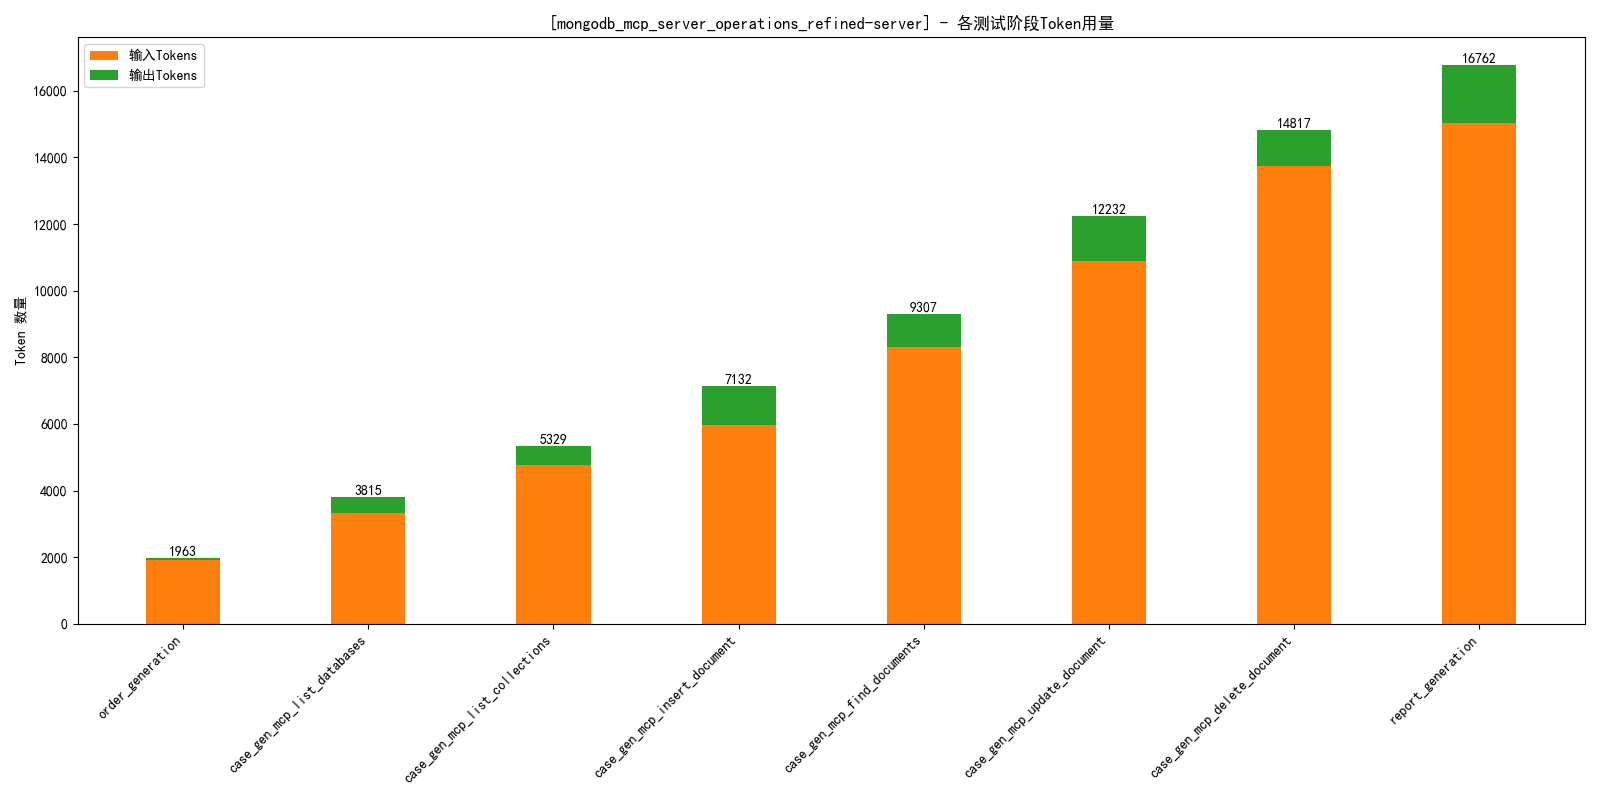 [mongodb_mcp_server_operations_refined-server] - 各测试阶段Token用量
输入Tokens
输出Tokens
Token 数量
16000
14000
12000
10000
8000
6000
4000
2000
0
1963
3815
5329
7132
9307
12232
14817
16762
order_generation
case_gen_mcp_list_databases
case_gen_mcp_list_collections
case_gen_mcp_insert_document
case_gen_mcp_find_documents
case_gen_mcp_update_document
case_gen_mcp_delete_document
report_generation